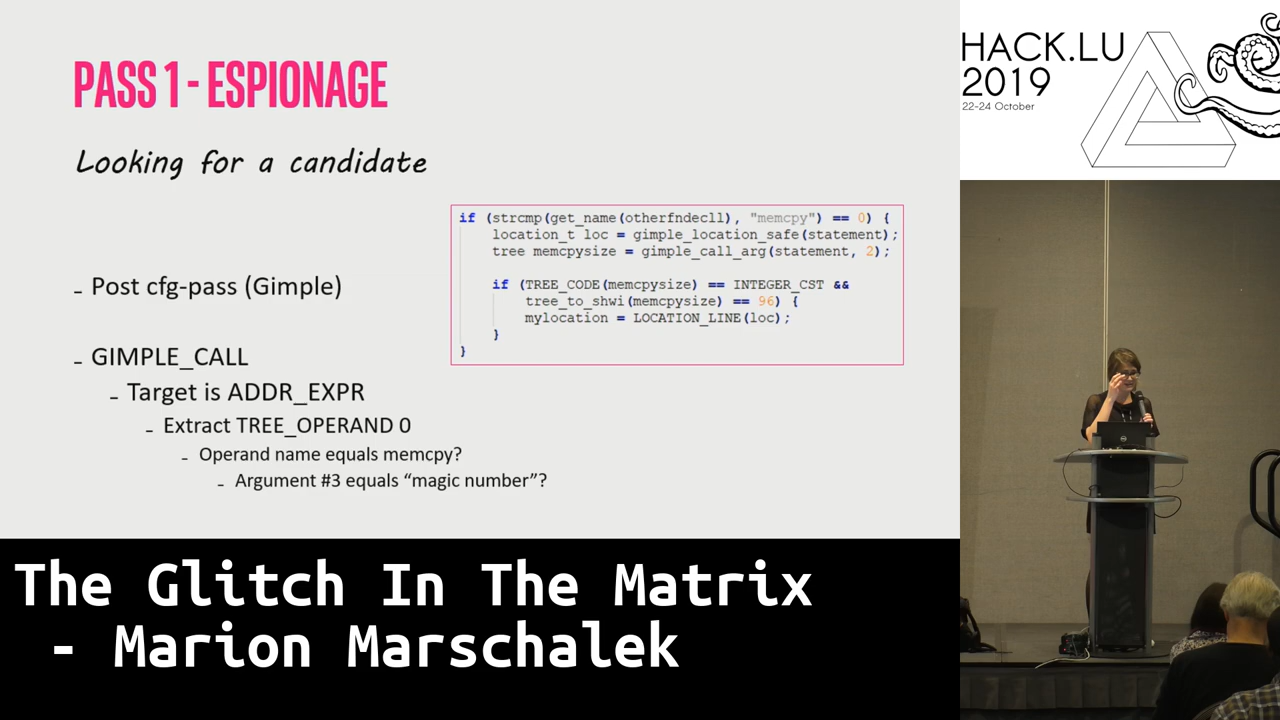 PASS 1 - ESPIONAGE
Looking for a candidate
if (strcmp(get_name(otherfndecll), "memcpy") == 0) {
location_t loc = gimple_location_safe(statement);
tree memcpysize = gimple_call_arg(statement, 2);
if (TREE_CODE(memcpysize) == INTEGER_CST &&
tree_to_shwi(memcpysize) == 96) {
mylocation = LOCATION_LINE(loc);
}
}
- Post cfg-pass (Gimple)
- GIMPLE_CALL
- Target is ADDR_EXPR
- Extract TREE_OPERAND 0
- Operand name equals memcpy?
- Argument #3 equals “magic number”?
HACK.LU
2019
22-24 October
The Glitch In The Matrix
- Marion Marschalek